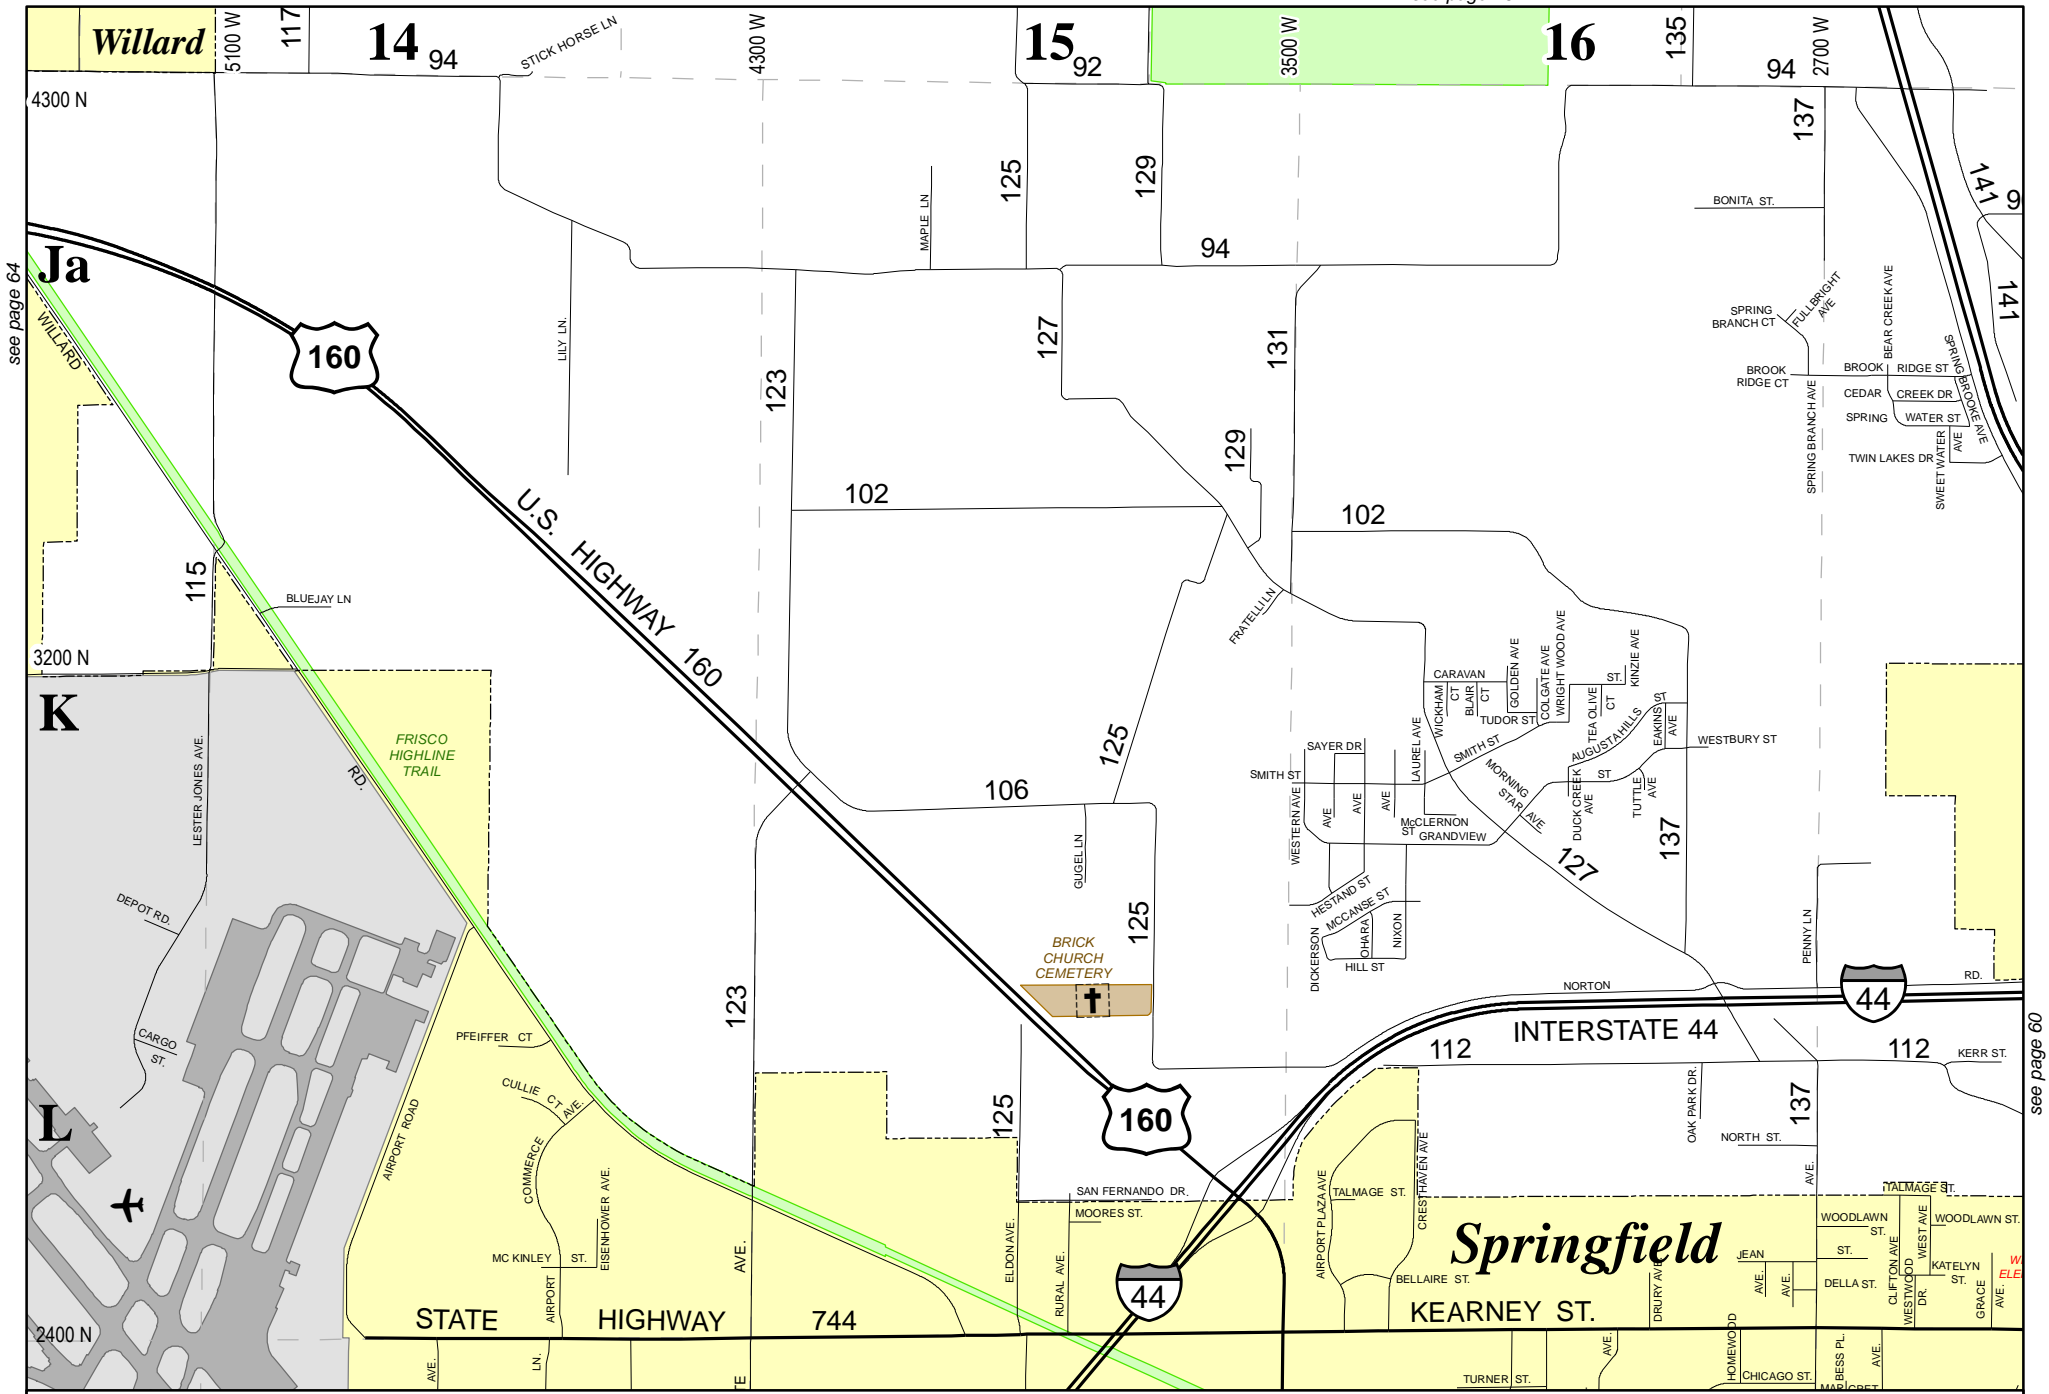 Willard
5100 W
117
14
94
STICK HORSE LN
4300 W
15
92
3500 W
16
135
94
2700 W
4300 N
137
125
129
141
9
MAPLE LN
BONITA ST.
94
see page 64
Ja
WILLARD
160
LILY LN.
123
127
131
SPRING
BRANCH CT
FULLBRIGHT
AVE
BEAR CREEK AVE
141
SPRING BROOKE AVE
BROOK
RIDGE CT
BROOK RIDGE ST
CEDAR CREEK DR
SPRING WATER ST
SPRING BRANCH AVE
TWIN LAKES DR
SWEET WATER
AVE
129
102
102
U.S. HIGHWAY 160
115
BLUEJAY LN
FRATELLI LN
3200 N
K
FRISCO
HIGHLINE
TRAIL
RD.
LESTER JONES AVE.
125
CARAVAN ST.
WICKHAM
CT
BLAIR
CT
GOLDEN AVE
COLGATE AVE
WRIGHT WOOD AVE
KINZIE AVE
TUDOR ST
TEA OLIVE
CT
AUGUSTA HILLS ST
EAKINS
AVE
WESTBURY ST
SAYER DR
LAUREL AVE
SMITH ST
SMITH ST
MORNING
STAR AVE
DUCK CREEK
AVE
ST
TUTTLE
AVE
WESTERN AVE
AVE
AVE
AVE
McCLERNON
ST
GRANDVIEW
106
GUGEL LN
137
127
HESTAND ST
MCCANSE ST
DICKERSON
OHARA
NIXON
HILL ST
DEPOT RD.
125
BRICK
CHURCH
CEMETERY
PENNY LN
NORTON RD.
44
INTERSTATE 44
123
CARGO
ST.
PFEIFFER CT
112
112
KERR ST.
see page 60
CULLIE CT
AVE.
COMMERCE
L
AIRPORT ROAD
125
160
OAK PARK DR.
137
NORTH ST.
AVE.
SAN FERNANDO DR.
MOORES ST.
AIRPORT PLAZA AVE
TALMAGE ST.
CRESTHAVEN AVE
TALMAGE ST.
WOODLAWN
ST.
WEST AVE
WOODLAWN ST.
Springfield
EISENHOWER AVE.
MC KINLEY ST.
AIRPORT
AVE.
ELDON AVE.
RURAL AVE.
44
BELLAIRE ST.
DRURY AVE
JEAN ST.
AVE.
AVE.
DELLA ST.
CLIFTON AVE
WESTWOOD
DR.
KATELYN
ST.
GRACE
AVE.
STATE HIGHWAY 744
KEARNEY ST.
2400 N
AVE.
LN.
TURNER ST.
AVE.
HOMEWOOD
CHICAGO ST.
BESS PL.
AVE.